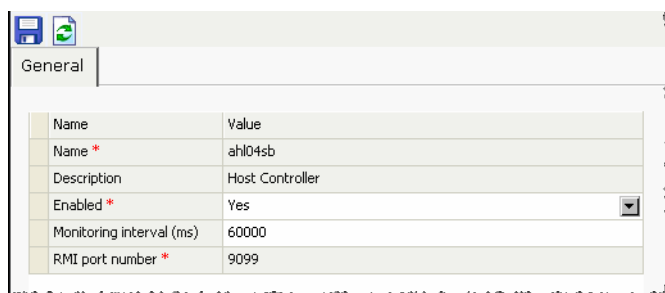 General
Name Value
Name * ahl04sb
Description Host Controller
Enabled * Yes
Monitoring interval (ms) 60000
RMI port number * 9099